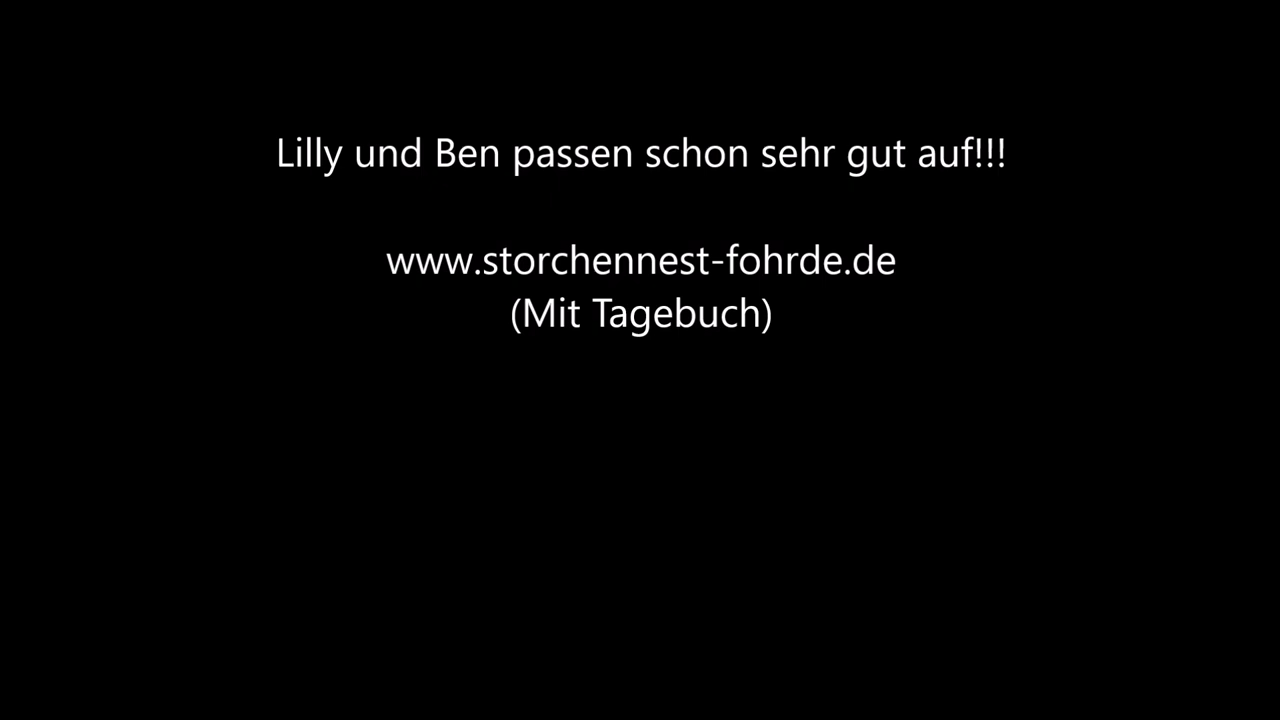 Lilly und Ben passen schon sehr gut auf!!!
www.storchennest-fohrde.de
(Mit Tagebuch)